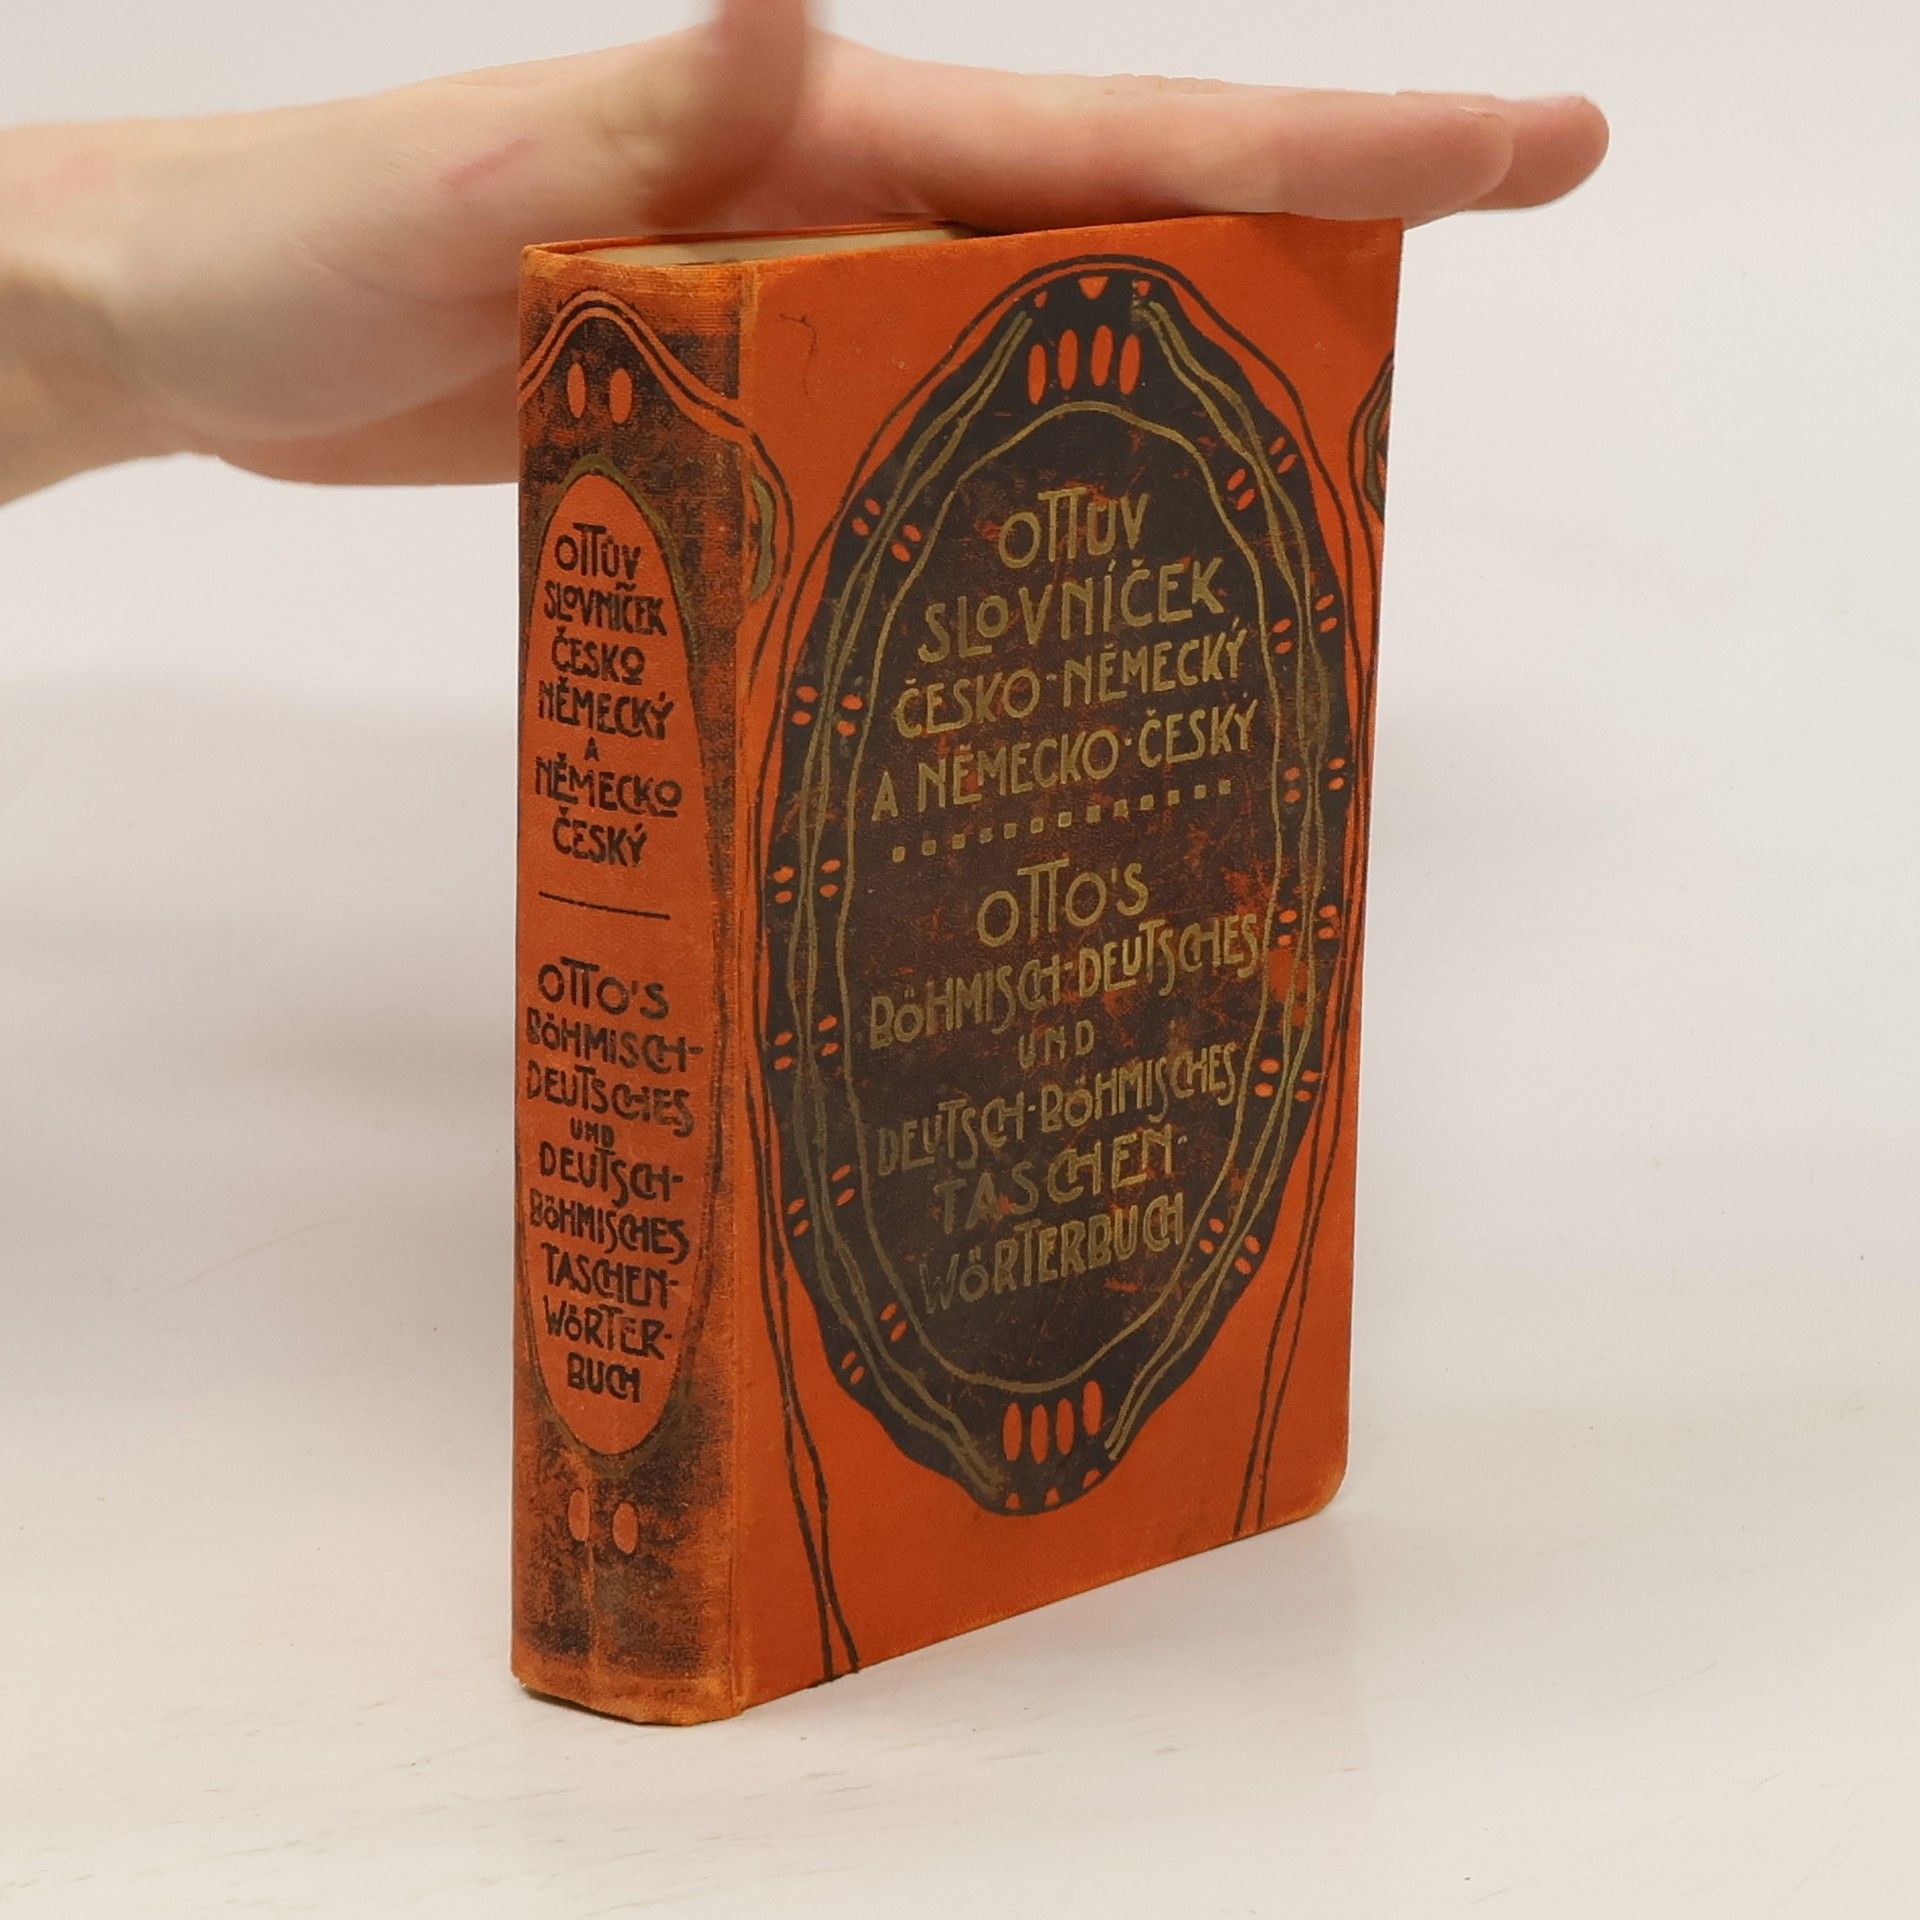 OTTŮV
SLOVNÍČEK
ČESKO
NĚMECKÝ
A
NĚMECKO
ČESKÝ
OTTO'S
BÖHMISCH-
DEUTSCHES
UND
DEUTSCH-
BÖHMISCHES
TASCHEN-
WÖRTER-
BUCH
OTTŮV
SLOVNÍČEK
ČESKO-NĚMECKÝ
A NĚMECKO-ČESKÝ
OTTO'S
BÖHMISCH-DEUTSCHES
UND
DEUTSCH-BÖHMISCHES
TASCHEN-
WÖRTERBUCH